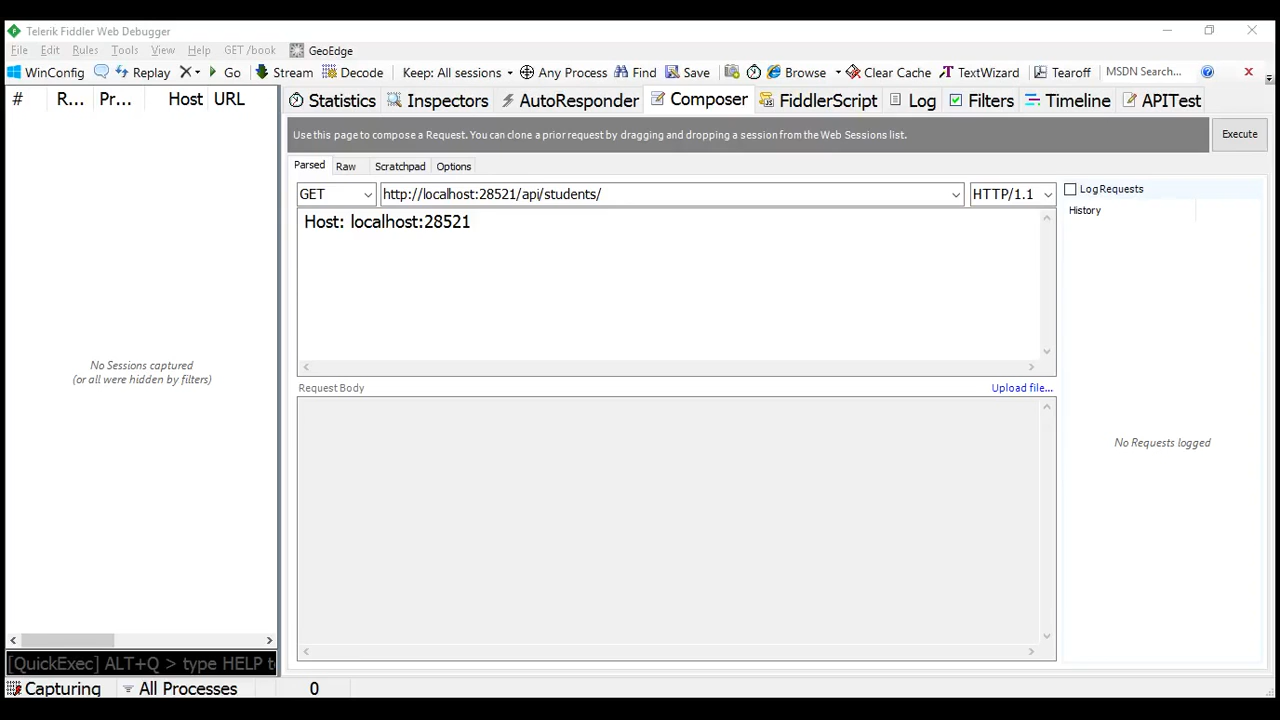 Telerik Fiddler Web Debugger
File Edit Rules Tools View Help GET /book GeoEdge
WinConfig Replay Go Stream Decode Keep: All sessions Any Process Find Save Browse Clear Cache TextWizard Tearoff MSDN Search...
# R... Pr... Host URL
Statistics Inspectors AutoResponder Composer FiddlerScript Log Filters Timeline APITest
Use this page to compose a Request. You can clone a prior request by dragging and dropping a session from the Web Sessions list.
Execute
Parsed Raw Scratchpad Options
GET http://localhost:28521/api/students/ HTTP/1.1
Log Requests
History
Host: localhost:28521
No Sessions captured
(or all were hidden by filters)
Request Body Upload file...
No Requests logged
[QuickExec] ALT+Q > type HELP to
Capturing All Processes 0